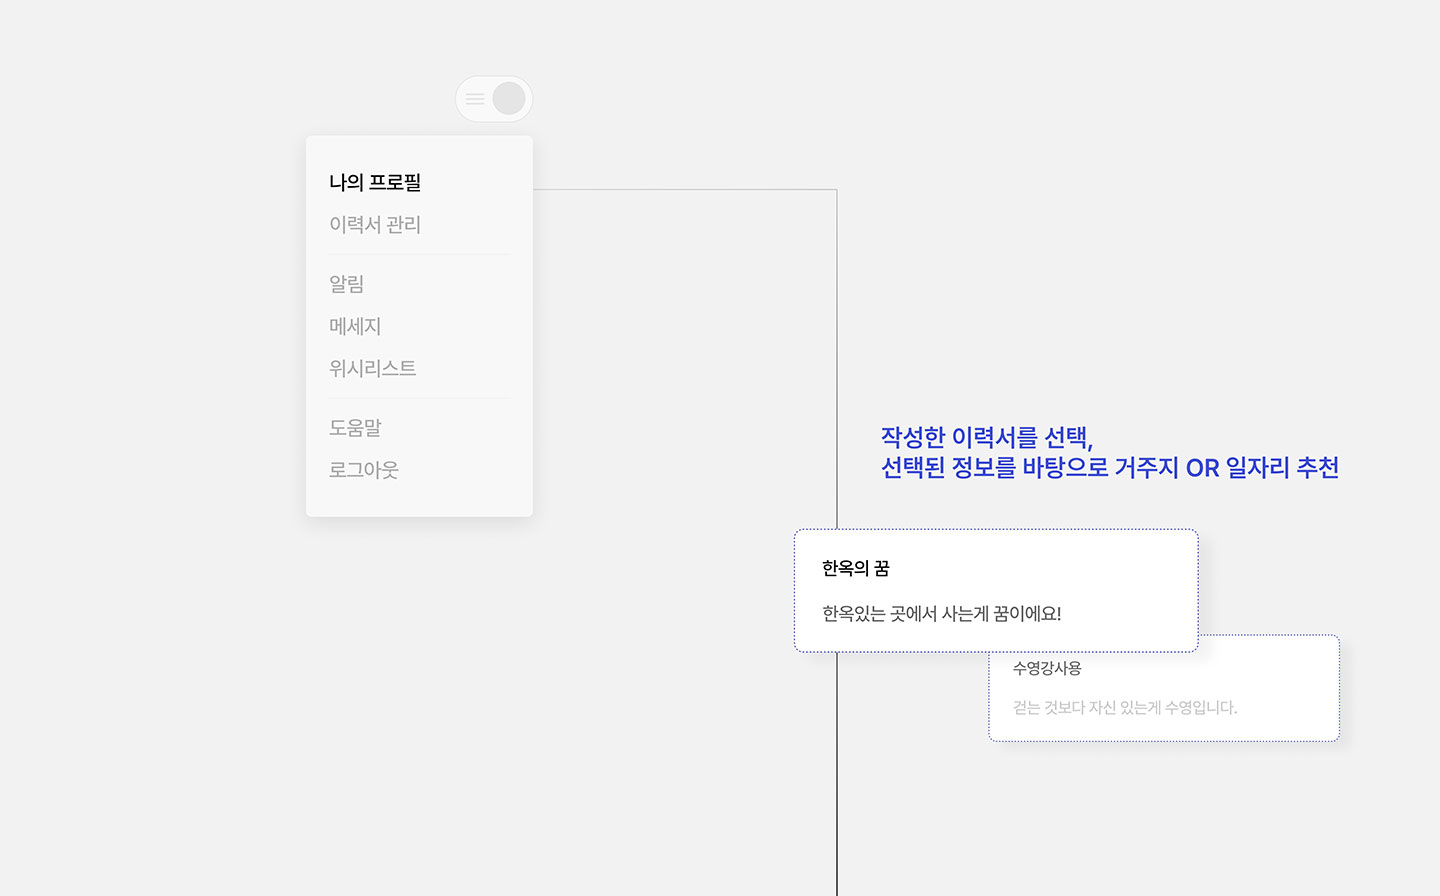 나의 프로필
이력서 관리
알림
메세지
위시리스트
도움말
로그아웃
작성한 이력서를 선택,
선택된 정보를 바탕으로 거주지 OR 일자리 추천
한옥의 꿈
한옥있는 곳에서 사는게 꿈이에요!
수영강사용
걷는 것보다 자신 있는게 수영입니다.